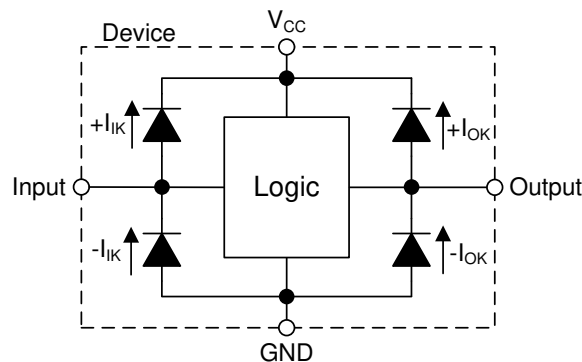 Device
V_CC
+I_IK
+I_OK
Input
Logic
Output
-I_IK
-I_OK
GND